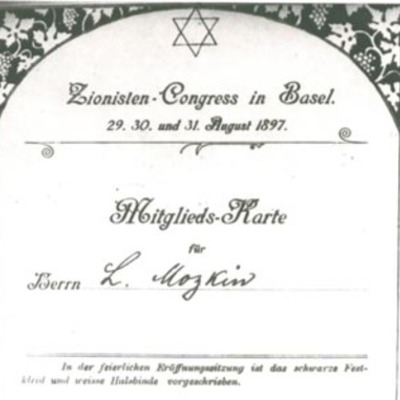 Zionisten-Congress in Basel.
29. 30. und 31. August 1897.
Mitglieds-Karte
für
Herrn L. Mozkin
In der feierlichen Eröffnungssitzung ist das schwarze Fest-
kleid und weisse Halsbinde vorgeschrieben.